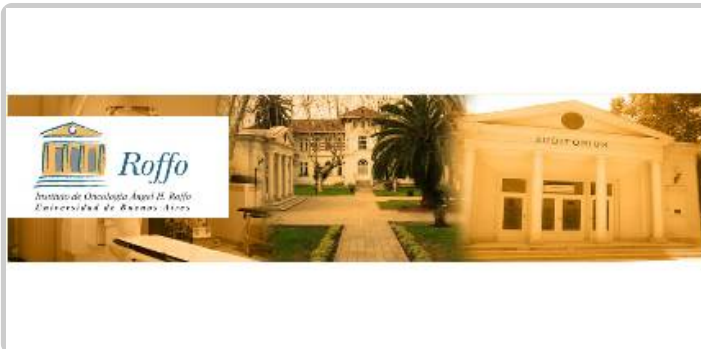 Roffo
Instituto de Oncología Ángel H. Roffo
Universidad de Buenos Aires
AUDITORIUM